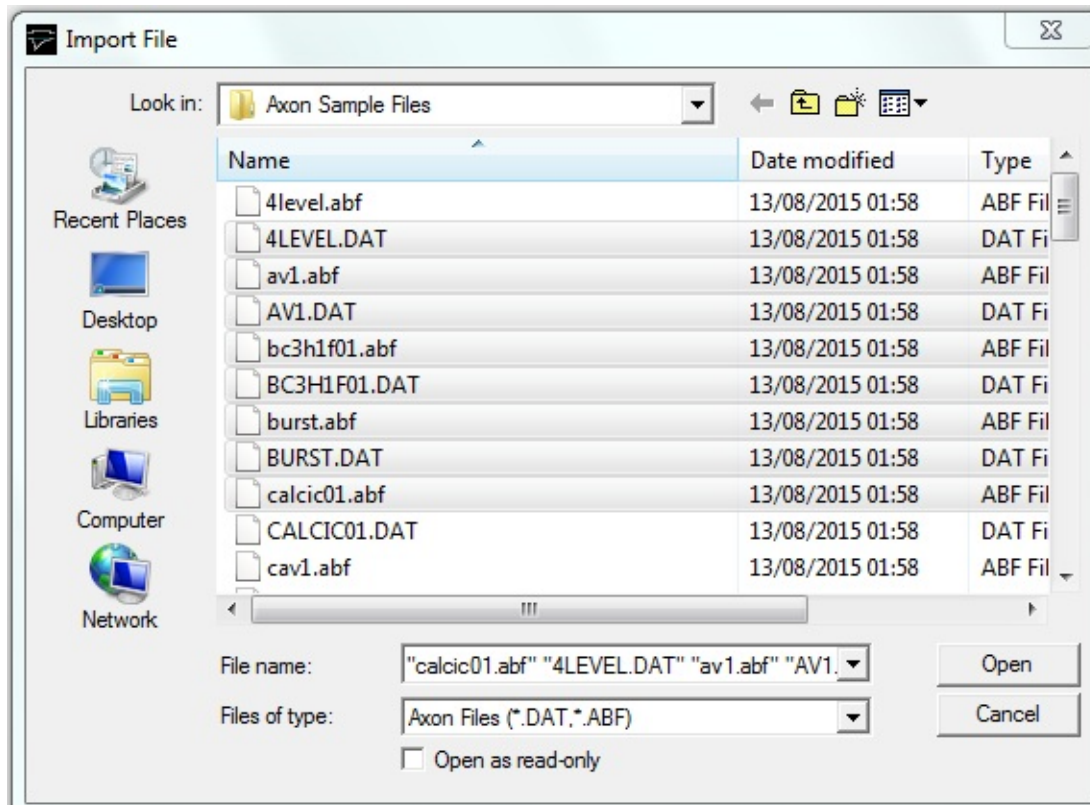 Import File
Look in: Axon Sample Files
Name Date modified Type
4level.abf 13/08/2015 01:58 ABF Fil
4LEVEL.DAT 13/08/2015 01:58 DAT Fi
av1.abf 13/08/2015 01:58 ABF Fil
AV1.DAT 13/08/2015 01:58 DAT Fi
bc3h1f01.abf 13/08/2015 01:58 ABF Fil
BC3H1F01.DAT 13/08/2015 01:58 DAT Fi
burst.abf 13/08/2015 01:58 ABF Fil
BURST.DAT 13/08/2015 01:58 DAT Fi
calcic01.abf 13/08/2015 01:58 ABF Fil
CALCIC01.DAT 13/08/2015 01:58 DAT Fi
cav1.abf 13/08/2015 01:58 ABF Fil
Recent Places
Desktop
Libraries
Computer
Network
File name: "calcic01.abf" "4LEVEL.DAT" "av1.abf" "AV1. Open
Files of type: Axon Files (*.DAT,*.ABF) Cancel
Open as read-only